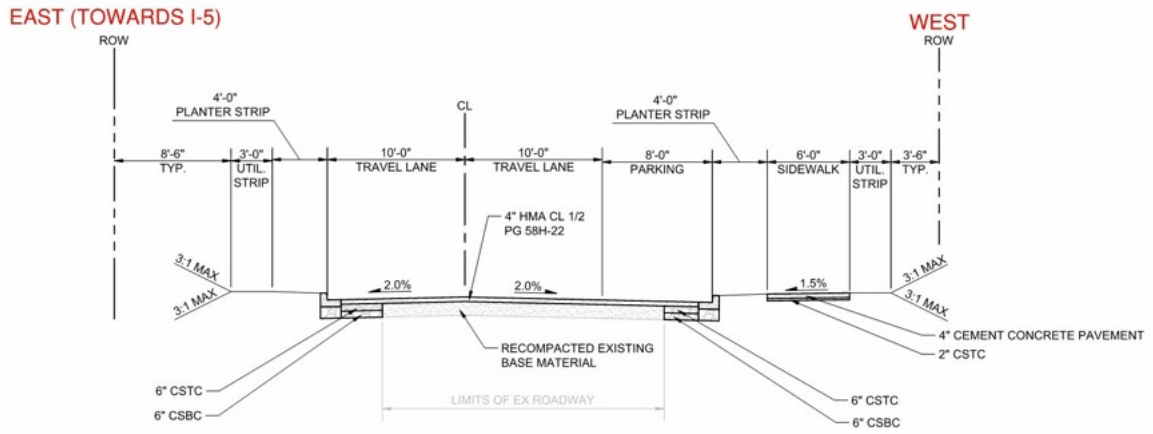 EAST (TOWARDS I-5)
WEST
ROW
ROW
4'-0"
PLANTER STRIP
CL
4'-0"
PLANTER STRIP
8'-6"
TYP.
3'-0"
UTIL.
STRIP
10'-0"
TRAVEL LANE
10'-0"
TRAVEL LANE
8'-0"
PARKING
6'-0"
SIDEWALK
3'-0"
UTIL.
STRIP
3'-6"
TYP.
4" HMA CL 1/2
PG 58H-22
3:1 MAX
3:1 MAX
2.0%
2.0%
1.5%
3:1 MAX
3:1 MAX
4" CEMENT CONCRETE PAVEMENT
2" CSTC
RECOMPACTED EXISTING
BASE MATERIAL
6" CSTC
6" CSBC
LIMITS OF EX ROADWAY
6" CSTC
6" CSBC